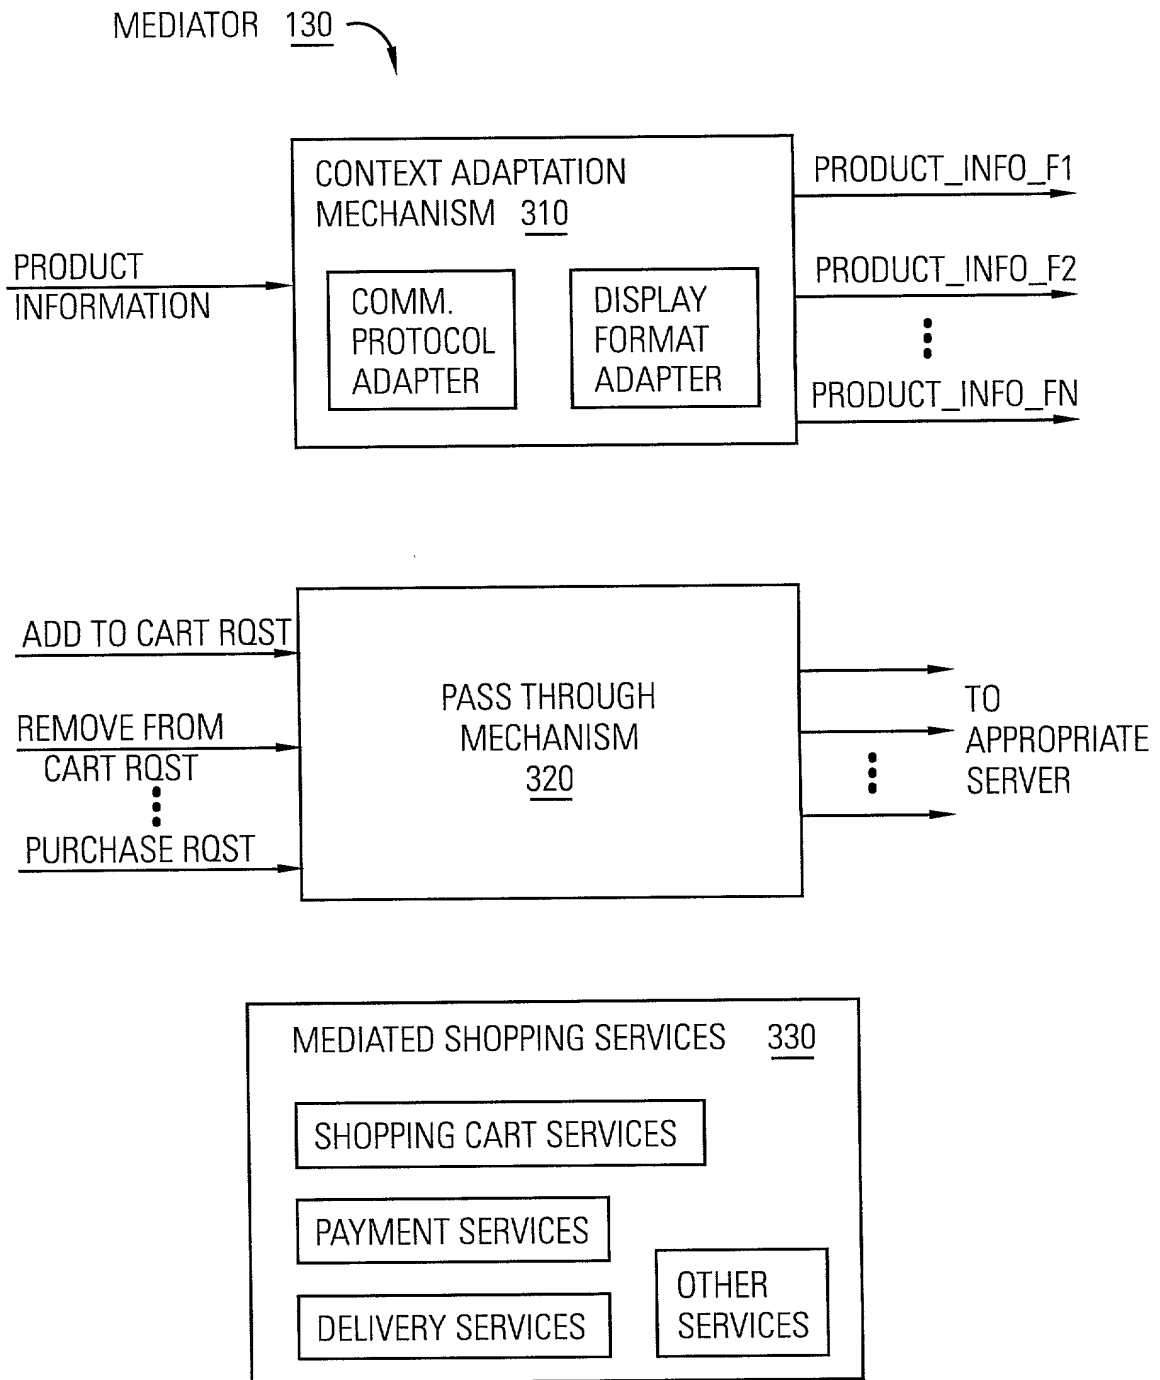 MEDIATOR 130
CONTEXT ADAPTATION
MECHANISM 310
PRODUCT
INFORMATION
COMM.
PROTOCOL
ADAPTER
DISPLAY
FORMAT
ADAPTER
PRODUCT_INFO_F1
PRODUCT_INFO_F2
PRODUCT_INFO_FN
ADD TO CART RQST
REMOVE FROM
CART RQST
PURCHASE RQST
PASS THROUGH
MECHANISM
320
TO
APPROPRIATE
SERVER
MEDIATED SHOPPING SERVICES 330
SHOPPING CART SERVICES
PAYMENT SERVICES
DELIVERY SERVICES
OTHER
SERVICES